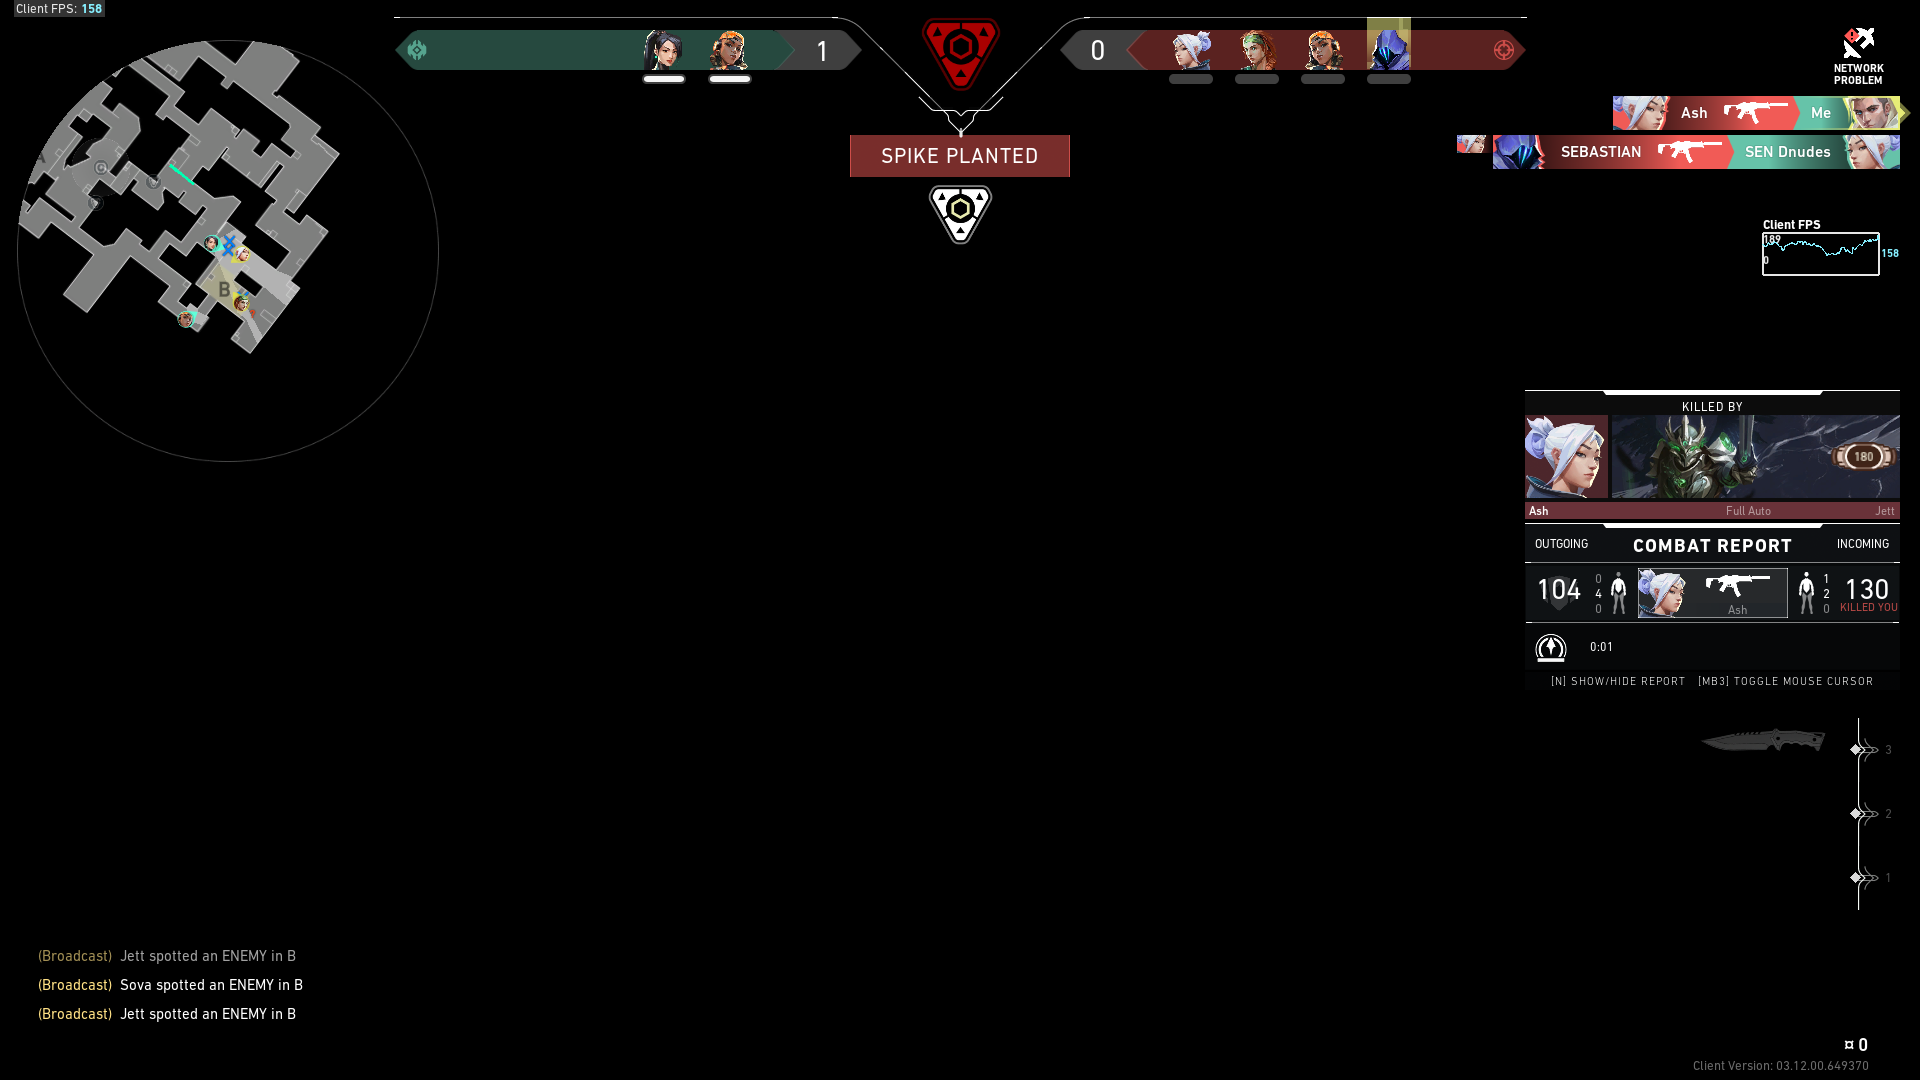 Client FPS: 158
1
0
SPIKE PLANTED
NETWORK
PROBLEM
Ash Me
SEBASTIAN SEN Dnudes
Client FPS
189
0
158
A
C
B
KILLED BY
180
Ash Full Auto Jett
OUTGOING COMBAT REPORT INCOMING
104 0 4 0 Ash 1 2 0 130 KILLED YOU
0:01
[N] SHOW/HIDE REPORT [MB3] TOGGLE MOUSE CURSOR
3
2
1
(Broadcast) Jett spotted an ENEMY in B
(Broadcast) Sova spotted an ENEMY in B
(Broadcast) Jett spotted an ENEMY in B
¤ 0
Client Version: 03.12.00.649370